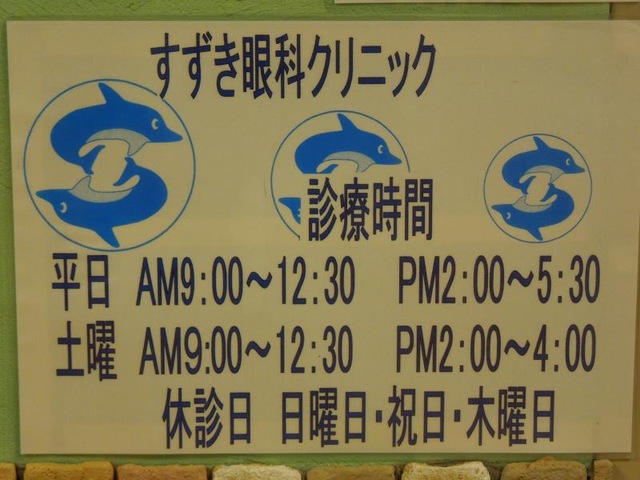 すずき眼科クリニック
診療時間
平日 AM9:00～12:30 PM2:00～5:30
土曜 AM9:00～12:30 PM2:00～4:00
休診日 日曜日・祝日・木曜日